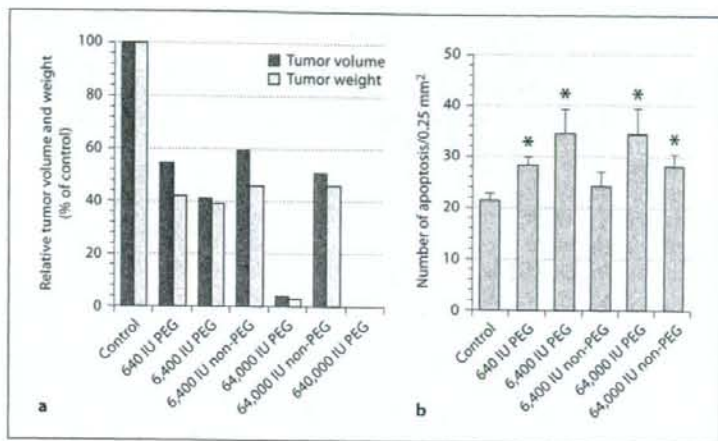 Relative tumor volume and weight
(% of control)
100
80
60
40
20
0
Tumor volume
Tumor weight
Control
640 IU PEG
6,400 IU PEG
6,400 IU non-PEG
64,000 IU PEG
64,000 IU non-PEG
640,000 IU PEG
a
Number of apoptosis/0.25 mm²
50
40
30
20
10
0
*
*
*
*
Control
640 IU PEG
6,400 IU PEG
6,400 IU non-PEG
64,000 IU PEG
64,000 IU non-PEG
b